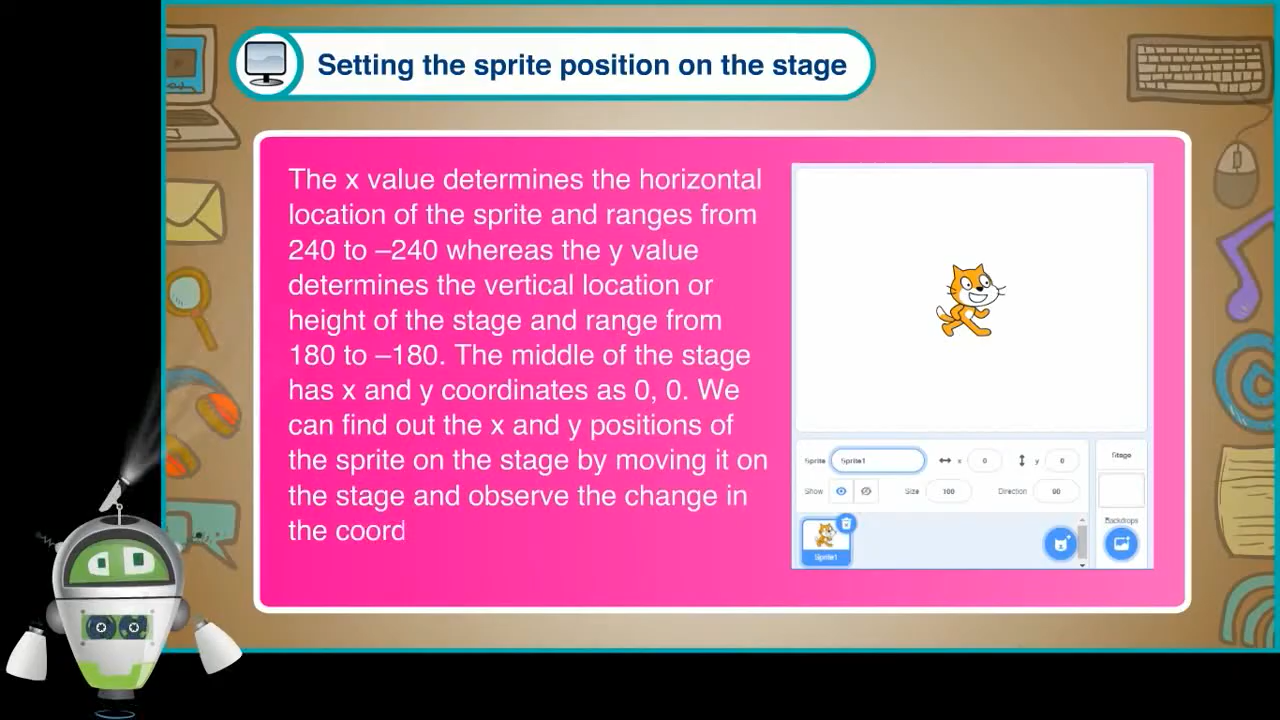 Setting the sprite position on the stage
The x value determines the horizontal
location of the sprite and ranges from
240 to –240 whereas the y value
determines the vertical location or
height of the stage and range from
180 to –180. The middle of the stage
has x and y coordinates as 0, 0. We
can find out the x and y positions of
the sprite on the stage by moving it on
the stage and observe the change in
the coord
Sprite Sprite1 x 0 y 0
Show Size 100 Direction 90
Sprite1
Stage
Backdrops